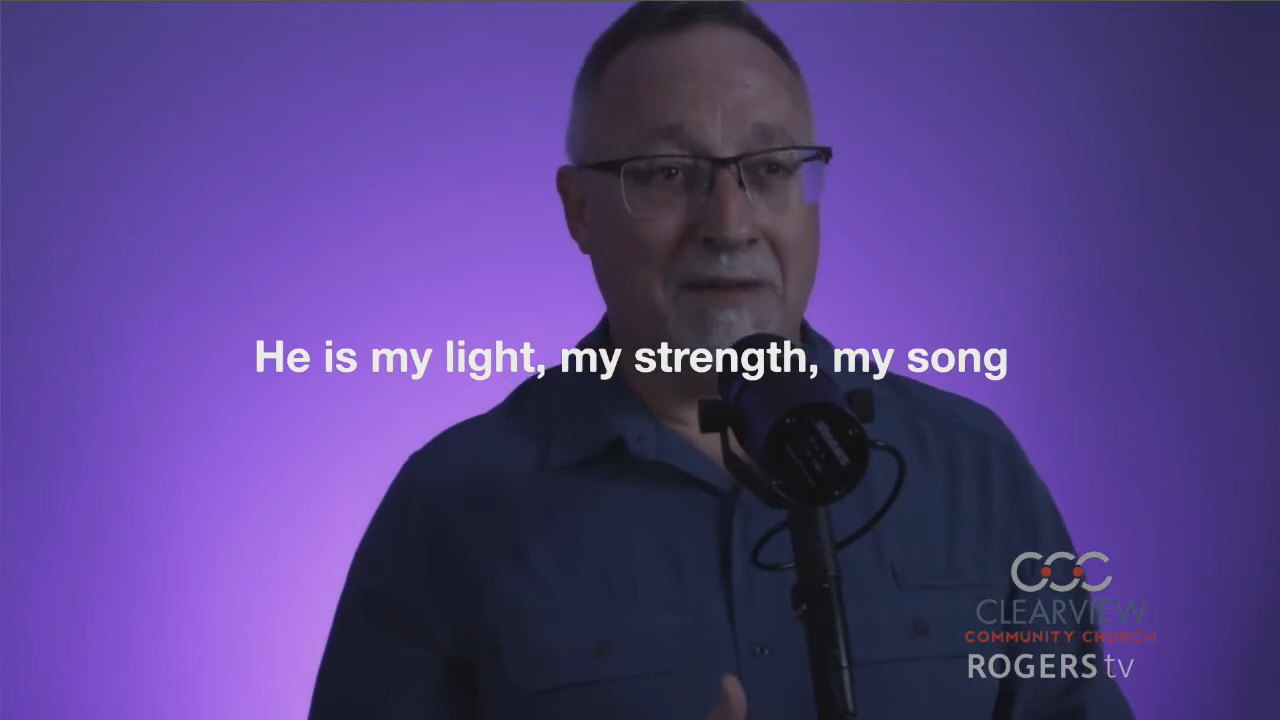 He is my light, my strength, my song
CLEARVIEW
COMMUNITY CHURCH
ROGERS tv